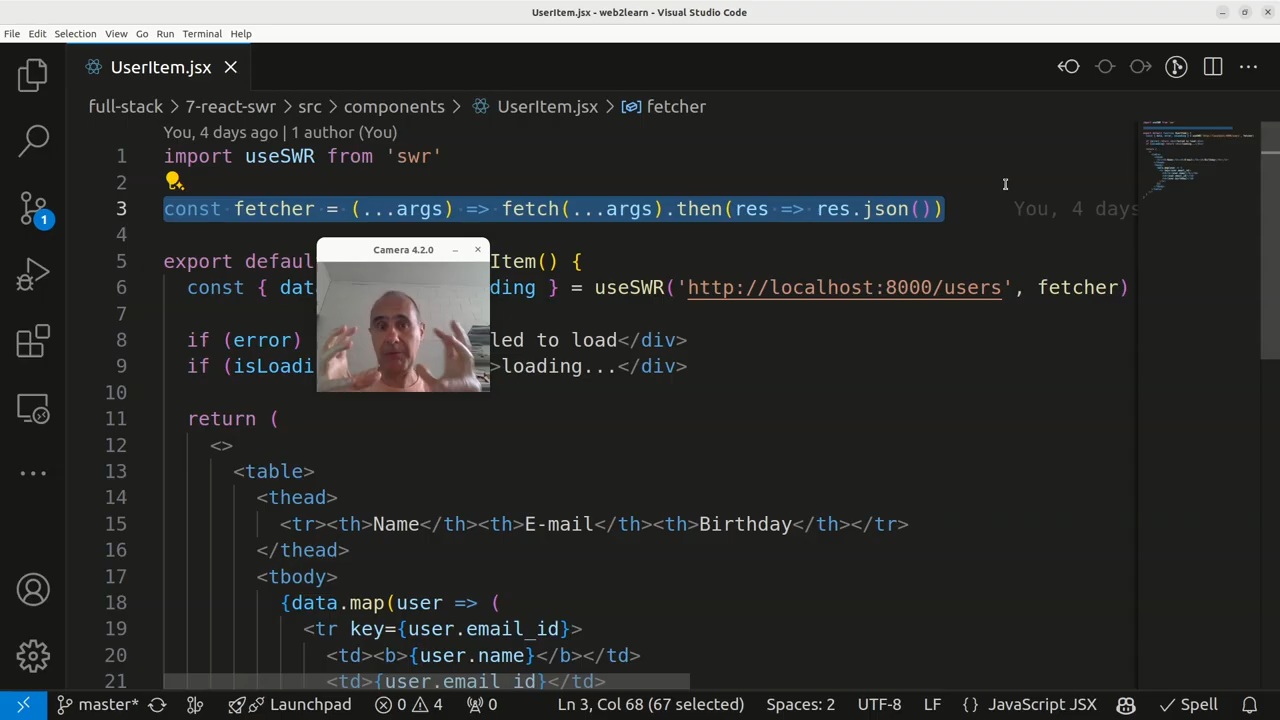 UserItem.jsx - web2learn - Visual Studio Code
File Edit Selection View Go Run Terminal Help
UserItem.jsx
full-stack > 7-react-swr > src > components > UserItem.jsx > fetcher
You, 4 days ago | 1 author (You)
1 import useSWR from 'swr'
2
3 const fetcher = (...args) => fetch(...args).then(res => res.json()) You, 4 days
4
5 export defau Item() {
6 const { dat ding } = useSWR('http://localhost:8000/users', fetcher)
7
8 if (error) led to load</div>
9 if (isLoadi >loading...</div>
10
11 return (
12 <>
13 <table>
14 <thead>
15 <tr><th>Name</th><th>E-mail</th><th>Birthday</th></tr>
16 </thead>
17 <tbody>
18 {data.map(user => (
19 <tr key={user.email_id}>
20 <td><b>{user.name}</b></td>
21 <td>{user.email_id}</td>
Camera 4.2.0
1
master* Launchpad 0 4 0 Ln 3, Col 68 (67 selected) Spaces: 2 UTF-8 LF {} JavaScript JSX Spell